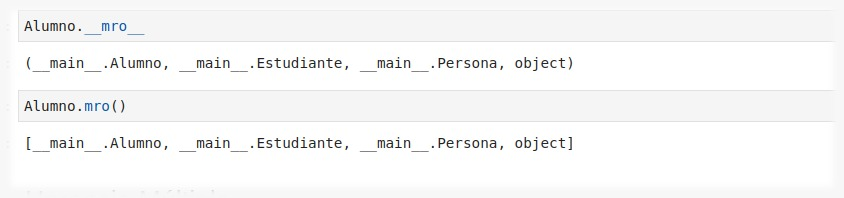 Alumno.__mro__
(__main__.Alumno, __main__.Estudiante, __main__.Persona, object)
Alumno.mro()
[__main__.Alumno, __main__.Estudiante, __main__.Persona, object]